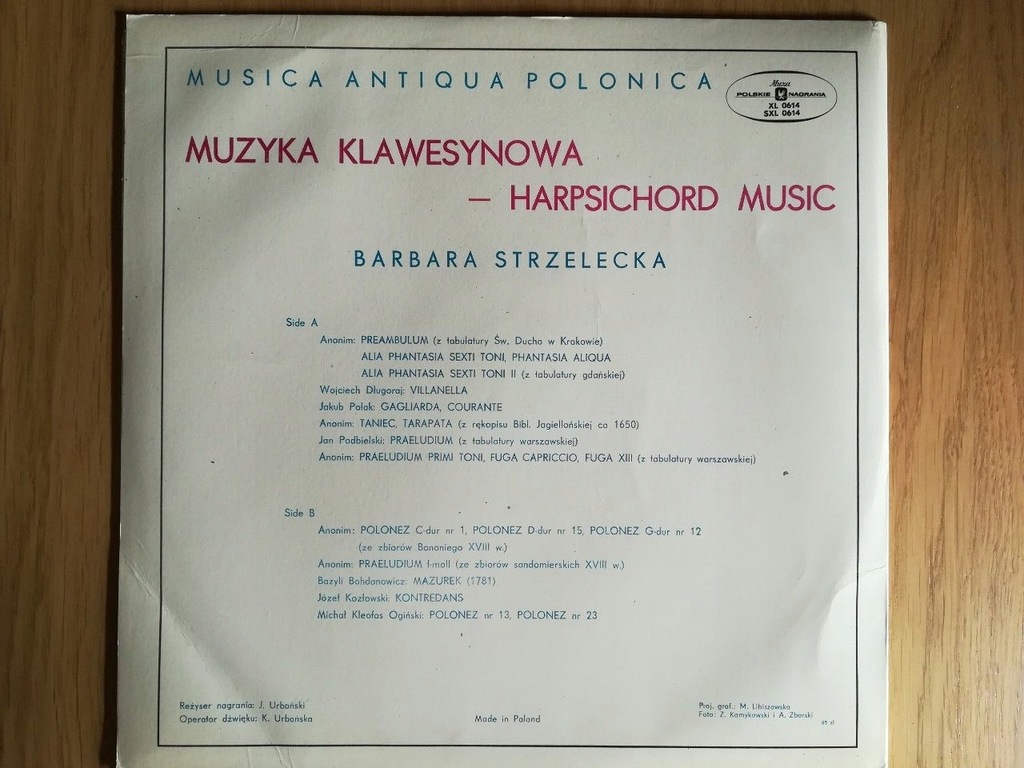 MUSICA ANTIQUA POLONICA
Muza
POLSKIE NAGRANIA
XL 0614
SXL 0614
MUZYKA KLAWESYNOWA
— HARPSICHORD MUSIC
BARBARA STRZELECKA
Side A
Anonim: PREAMBULUM (z tabulatury Św. Ducha w Krakowie)
ALIA PHANTASIA SEXTI TONI, PHANTASIA ALIQUA
ALIA PHANTASIA SEXTI TONI II (z tabulatury gdańskiej)
Wojciech Długoraj: VILLANELLA
Jakub Polak: GAGLIARDA, COURANTE
Anonim: TANIEC, TARAPATA (z rękopisu Bibl. Jagiellońskiej ca 1650)
Jan Podbielski: PRAELUDIUM (z tabulatury warszawskiej)
Anonim: PRAELUDIUM PRIMI TONI, FUGA CAPRICCIO, FUGA XIII (z tabulatury warszawskiej)
Side B
Anonim: POLONEZ C-dur nr 1, POLONEZ D-dur nr 15, POLONEZ G-dur nr 12
(ze zbiorów Bononiego XVIII w.)
Anonim: PRAELUDIUM f-moll (ze zbiorów sandomierskich XVIII w.)
Bazyli Bohdanowicz: MAZUREK (1781)
Józef Kozłowski: KONTREDANS
Michał Kleofas Ogiński: POLONEZ nr 13, POLONEZ nr 23
Reżyser nagrania: J. Urbański
Operator dźwięku: K. Urbańska
Made in Poland
Proj. graf.: M. Libiszowska
Foto: Z. Kamykowski i A. Zborski
65 zł